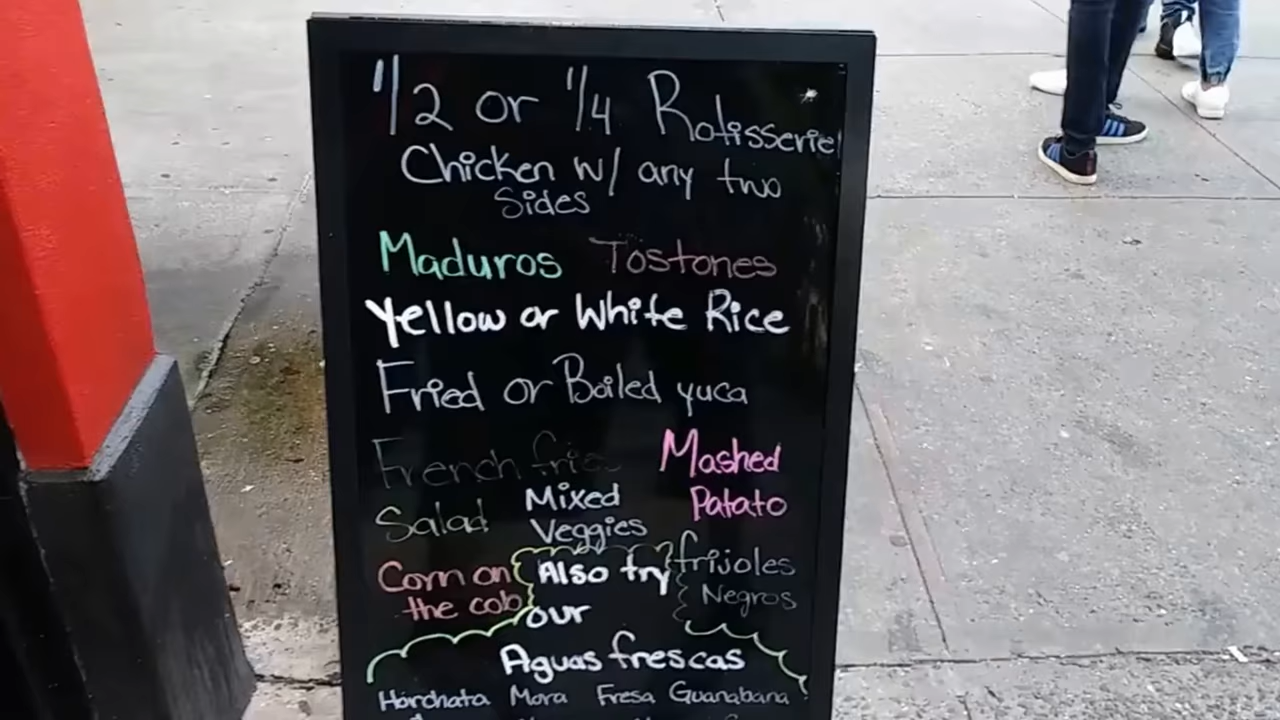 1/2 or 1/4 Rotisserie
Chicken w/ any two
Sides
Maduros Tostones
Yellow or White Rice
Fried or Boiled yuca
French fries
Mashed
Patato
Salad
Mixed
Veggies
Corn on
the cob
frijoles
Negros
Also try
our
Aguas frescas
Horchata Mora Fresa Guanabana